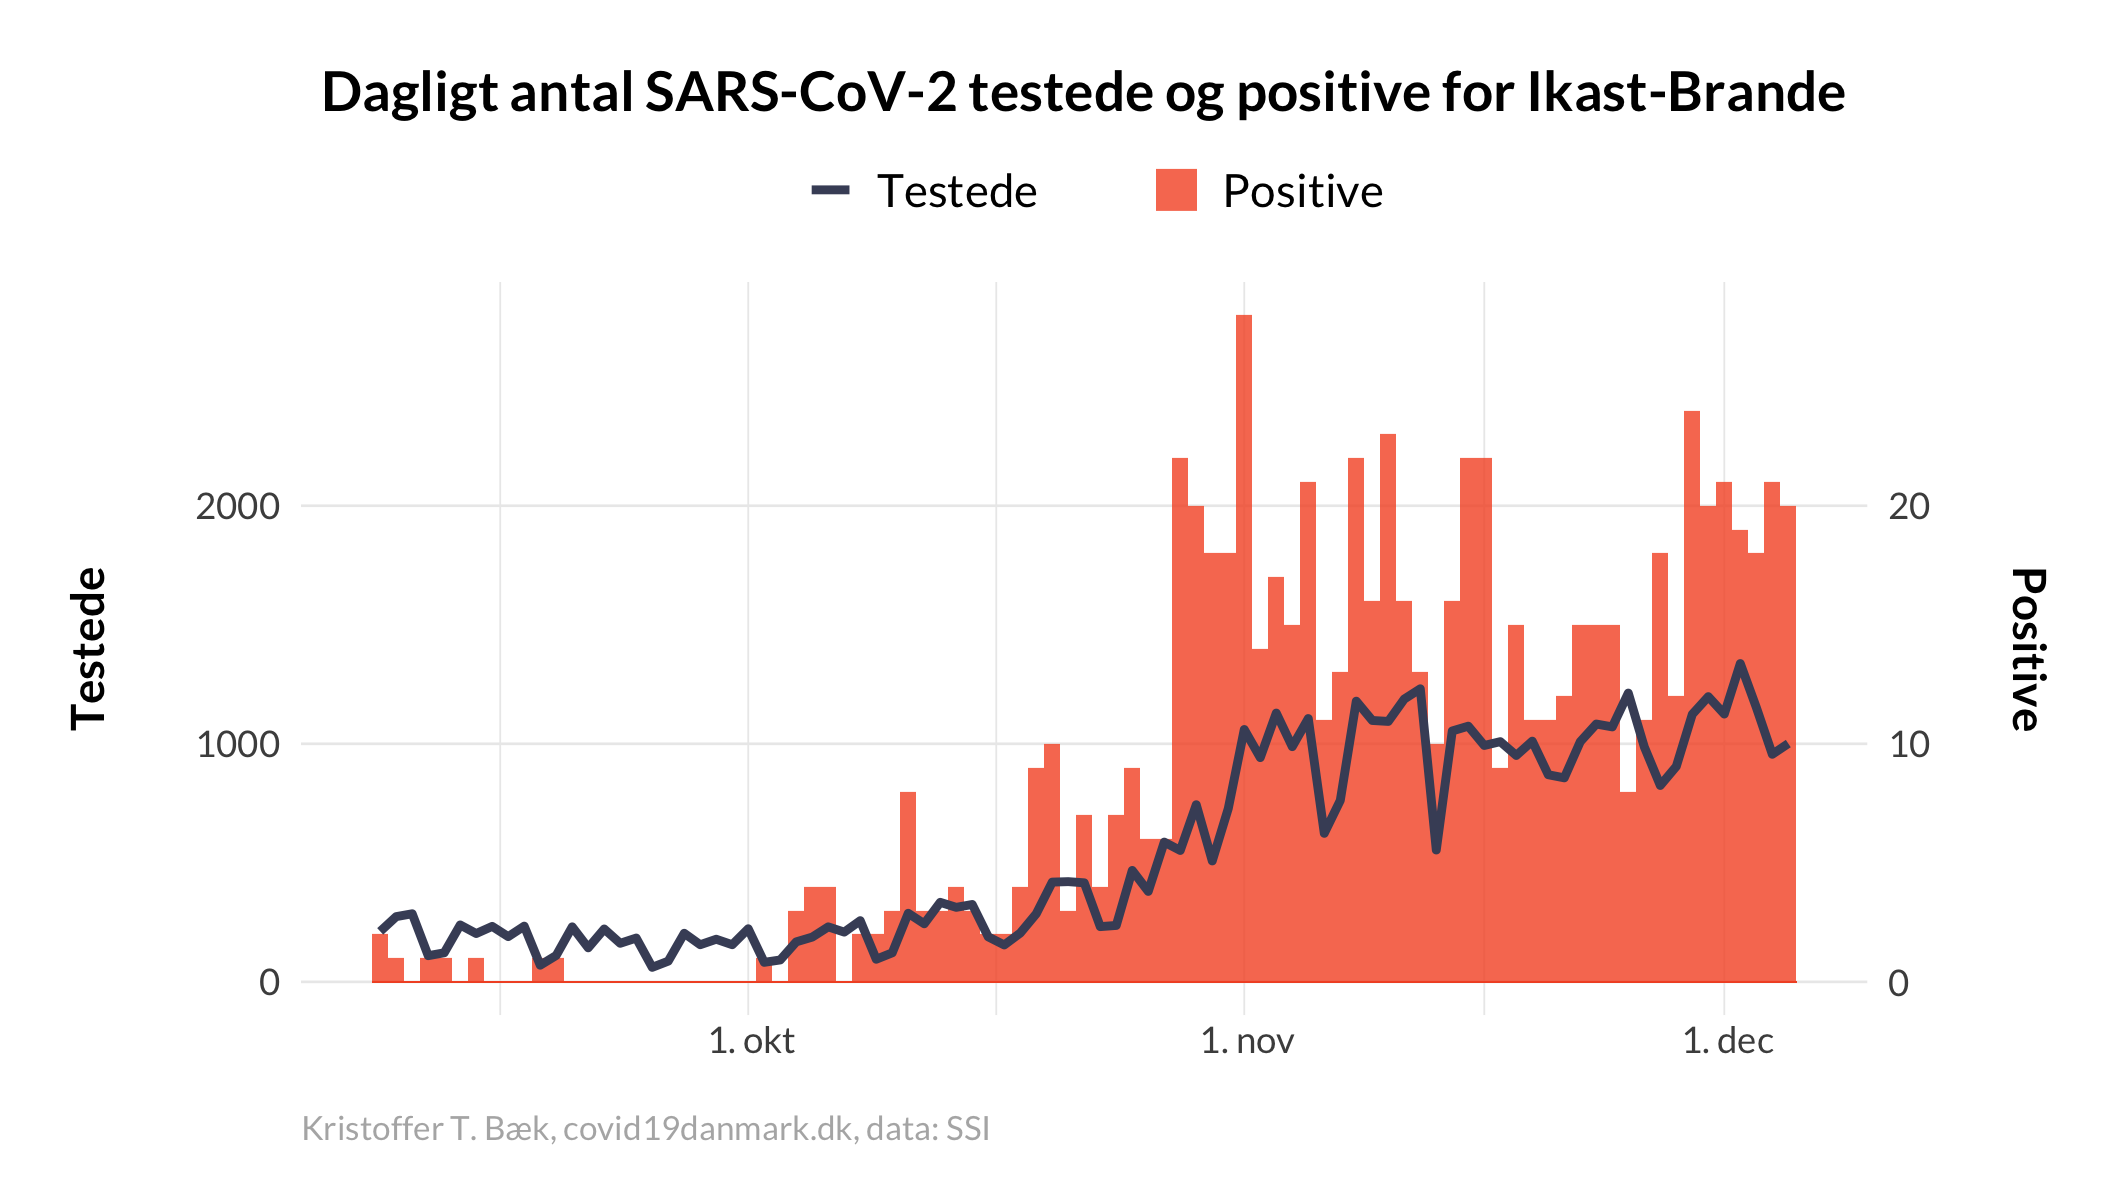 Dagligt antal SARS-CoV-2 testede og positive for Ikast-Brande
Testede
Positive
2000
1000
0
Testede
20
10
0
Positive
1. okt
1. nov
1. dec
Kristoffer T. Bæk, covid19danmark.dk, data: SSI